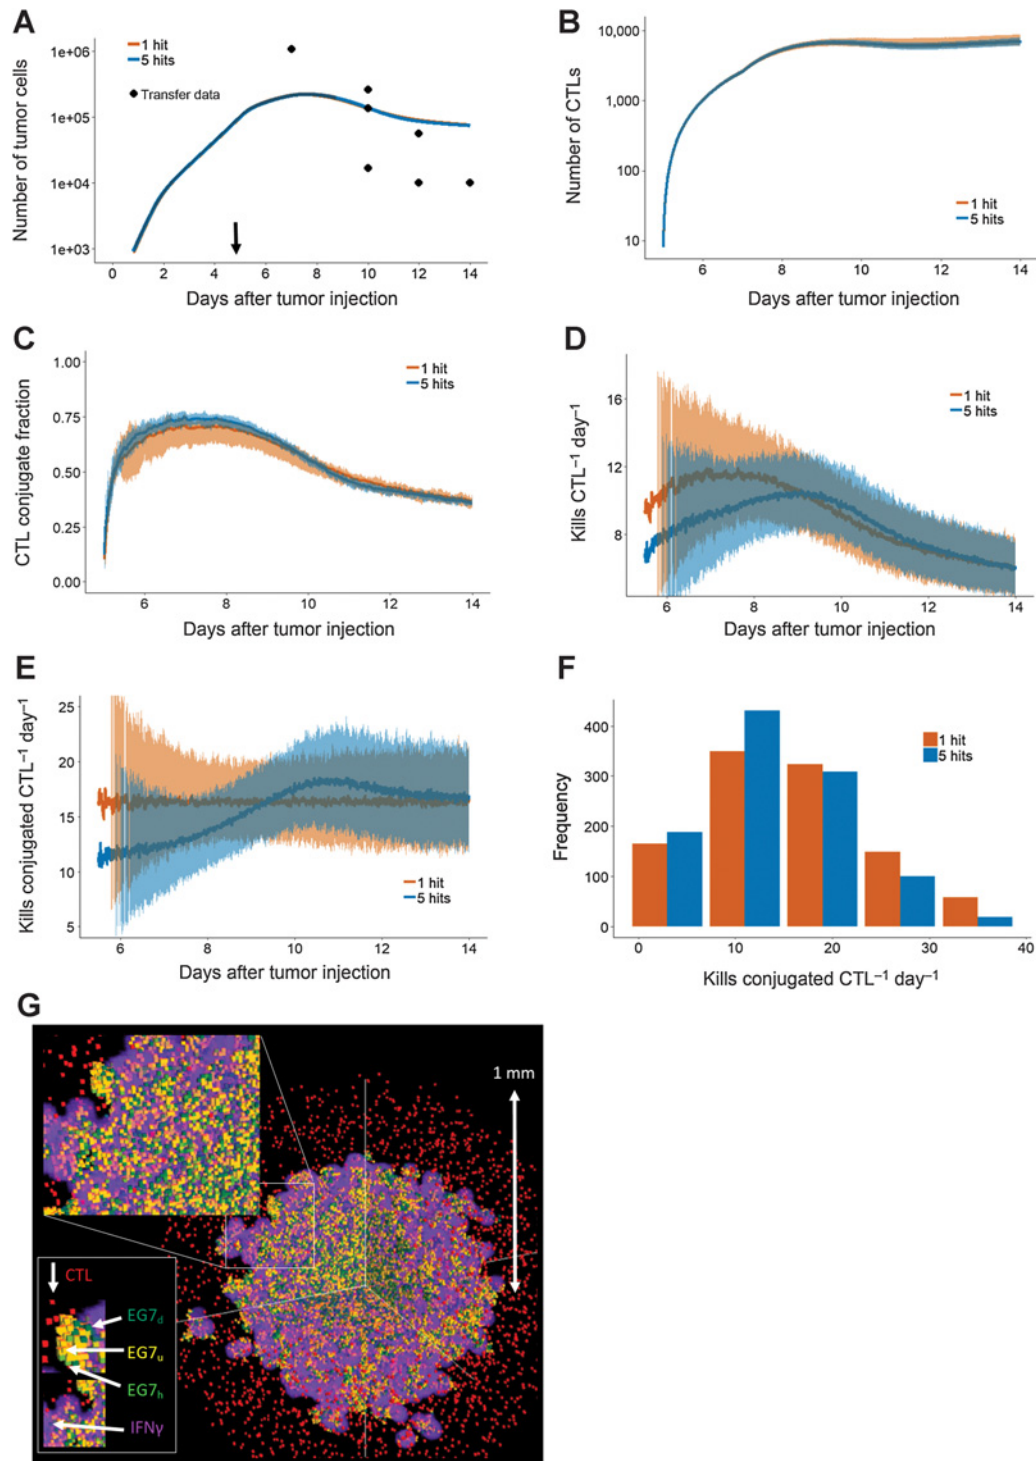 A
1 hit
5 hits
Transfer data
1e+06
1e+05
1e+04
1e+03
Number of tumor cells
0 2 4 6 8 10 12 14
Days after tumor injection
B
10,000
1,000
100
10
Number of CTLs
1 hit
5 hits
6 8 10 12 14
Days after tumor injection
C
1.00
0.75
0.50
0.25
0.00
CTL conjugate fraction
1 hit
5 hits
6 8 10 12 14
Days after tumor injection
D
16
12
8
Kills CTL⁻¹ day⁻¹
1 hit
5 hits
6 8 10 12 14
Days after tumor injection
E
25
20
15
10
5
Kills conjugated CTL⁻¹ day⁻¹
1 hit
5 hits
6 8 10 12 14
Days after tumor injection
F
400
300
200
100
0
Frequency
1 hit
5 hits
0 10 20 30 40
Kills conjugated CTL⁻¹ day⁻¹
G
1 mm
CTL
EG7d
EG7u
EG7h
IFNγ